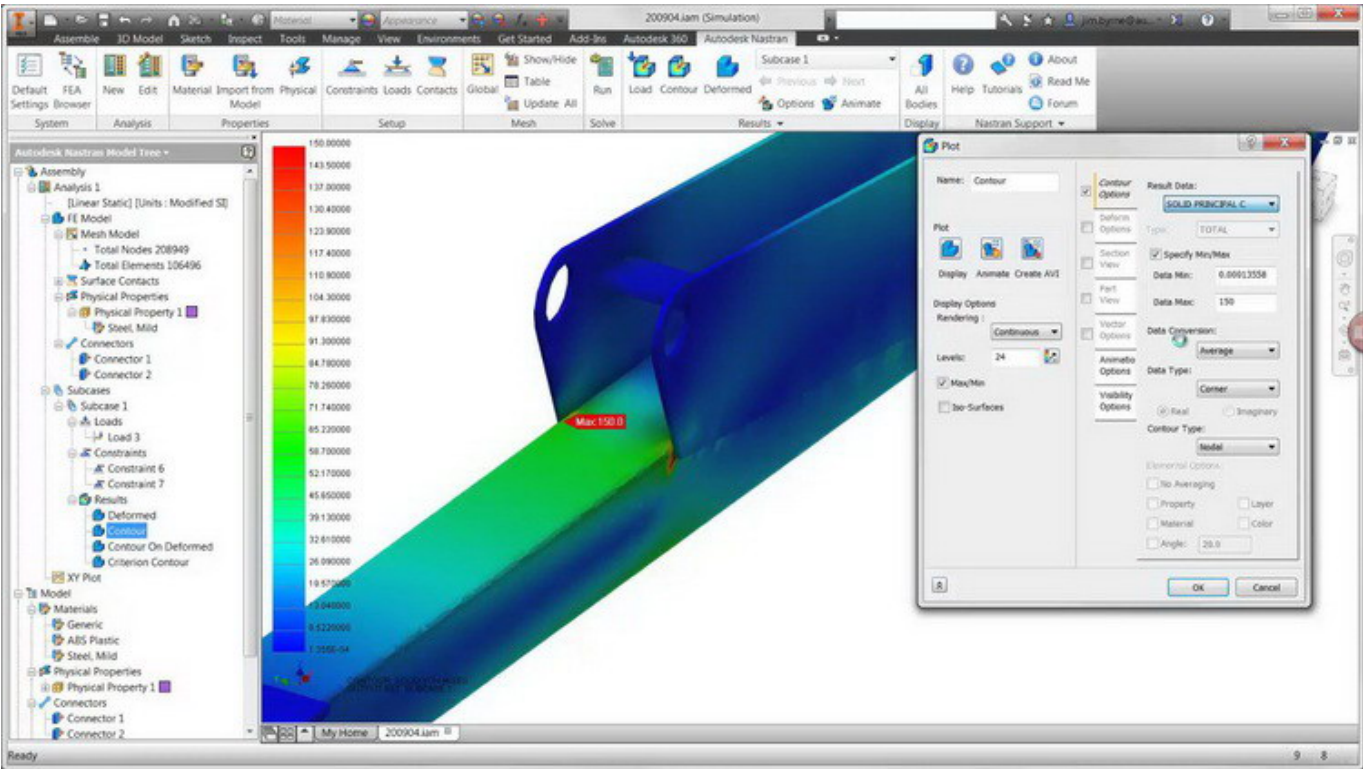 Material
Appearance
200904.iam (Simulation)
Assemble 3D Model Sketch Inspect Tools Manage View Environments Get Started Add-Ins Autodesk 360 Autodesk Nastran
Default Settings
FEA Browser
New
Edit
Material
Import from Model
Physical
Constraints
Loads
Contacts
Global
Show/Hide
Table
Update All
Run
Load
Contour
Deformed
Subcase 1
Previous
Next
Options
Animate
All Bodies
Help
Tutorials
About
Read Me
Forum
System
Analysis
Properties
Setup
Mesh
Solve
Results
Display
Nastran Support
Autodesk Nastran Model Tree
Assembly
Analysis 1
[Linear Static] [Units : Modified SI]
FE Model
Mesh Model
Total Nodes 208949
Total Elements 106496
Surface Contacts
Physical Properties
Physical Property 1
Steel, Mild
Connectors
Connector 1
Connector 2
Subcases
Subcase 1
Loads
Load 3
Constraints
Constraint 6
Constraint 7
Results
Deformed
Contour
Contour On Deformed
Criterion Contour
XY Plot
Model
Materials
Generic
ABS Plastic
Steel, Mild
Physical Properties
Physical Property 1
Connectors
Connector 1
Connector 2
150.00000
143.50000
137.00000
130.40000
123.90000
117.40000
110.90000
104.30000
97.830000
91.300000
84.780000
78.260000
71.740000
65.220000
58.700000
52.170000
45.650000
39.130000
32.610000
26.090000
19.570000
13.040000
6.5220000
1.356E-04
Max:150.0
Plot
Name: Contour
Plot
Display Animate Create AVI
Display Options
Rendering :
Continuous
Levels: 24
Max/Min
Iso-Surfaces
Contour Options
Deform Options
Section View
Part View
Vector Options
Animatio Options
Visibility Options
Result Data:
SOLID PRINCIPAL C
Type: TOTAL
Specify Min/Max
Data Min: 0.00013558
Data Max: 150
Data Conversion:
Average
Data Type:
Corner
Real Imaginary
Contour Type:
Nodal
Elemental Options
No Averaging
Property Layer
Material Color
Angle: 20.0
OK Cancel
My Home 200904.iam
Ready
9 8